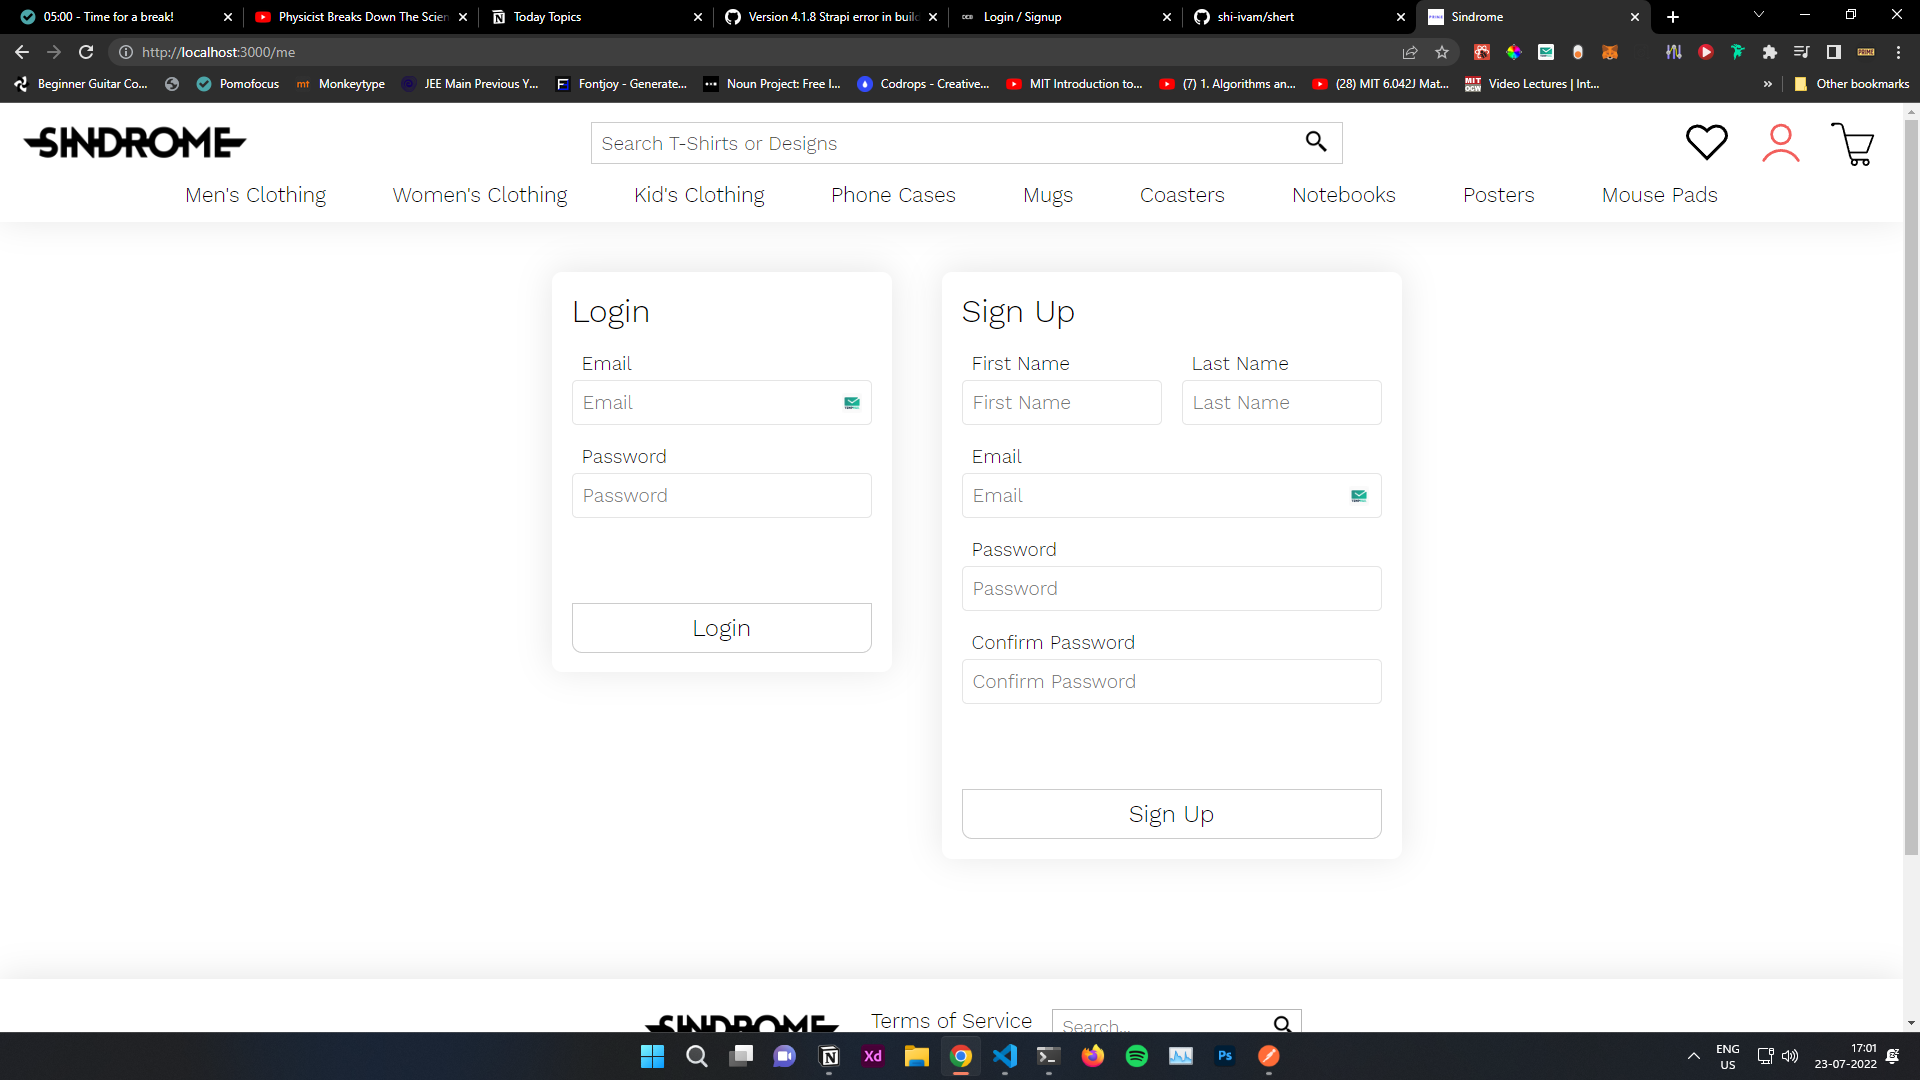 05:00 - Time for a break!
Physicist Breaks Down The Scien
Today Topics
Version 4.1.8 Strapi error in build
Login / Signup
shi-ivam/shert
Sindrome
http://localhost:3000/me
Beginner Guitar Co...
Pomofocus
mt Monkeytype
JEE Main Previous Y...
Fontjoy - Generate...
Noun Project: Free I...
Codrops - Creative...
MIT Introduction to...
(7) 1. Algorithms an...
(28) MIT 6.042J Mat...
Video Lectures | Int...
»
Other bookmarks
SINDROME
Search T-Shirts or Designs
Men's Clothing
Women's Clothing
Kid's Clothing
Phone Cases
Mugs
Coasters
Notebooks
Posters
Mouse Pads
Login
Email
Email
Password
Password
Login
Sign Up
First Name
Last Name
First Name
Last Name
Email
Email
Password
Password
Confirm Password
Confirm Password
Sign Up
SINDROME
Terms of Service
Search...
Xd
Ps
ENG
US
17:01
23-07-2022